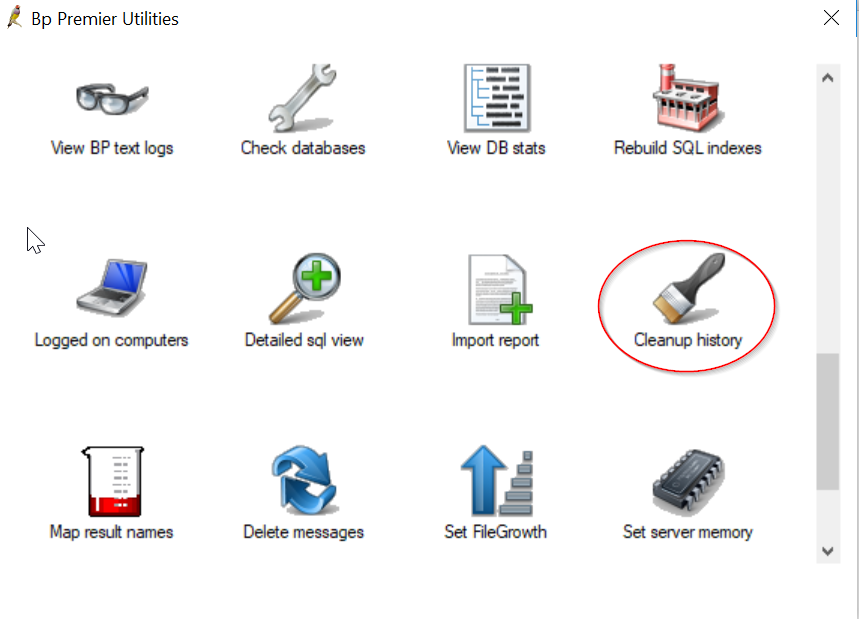 Bp Premier Utilities
View BP text logs
Check databases
View DB stats
Rebuild SQL indexes
Logged on computers
Detailed sql view
Import report
Cleanup history
Map result names
Delete messages
Set FileGrowth
Set server memory